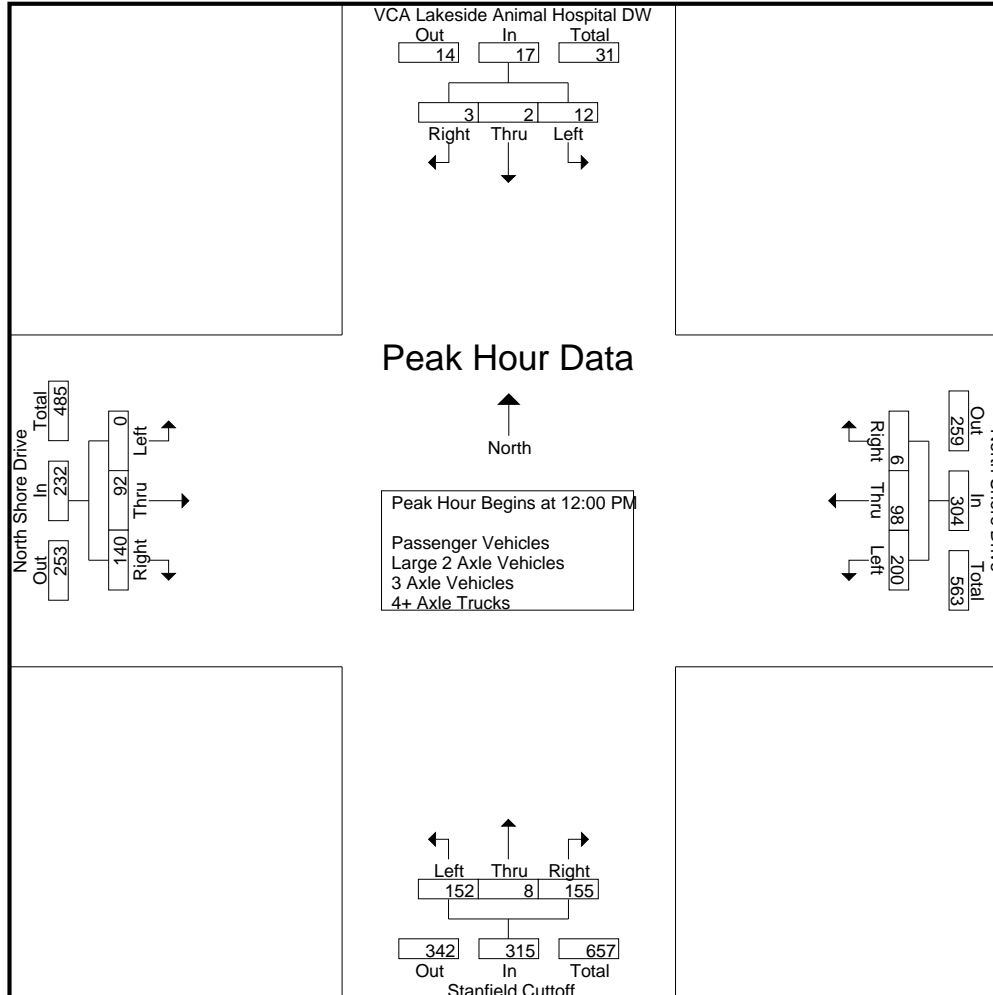 VCA Lakeside Animal Hospital DW
Out In Total
14 17 31
3 2 12
Right Thru Left
Peak Hour Data
North
Peak Hour Begins at 12:00 PM
Passenger Vehicles
Large 2 Axle Vehicles
3 Axle Vehicles
4+ Axle Trucks
North Shore Drive
Out In Total
253 232 485
Left Thru Right
0 92 140
Out In Total
259 304 563
Right Thru Left
6 98 200
Left Thru Right
152 8 155
342 315 657
Out In Total
Stanfield Cuttoff